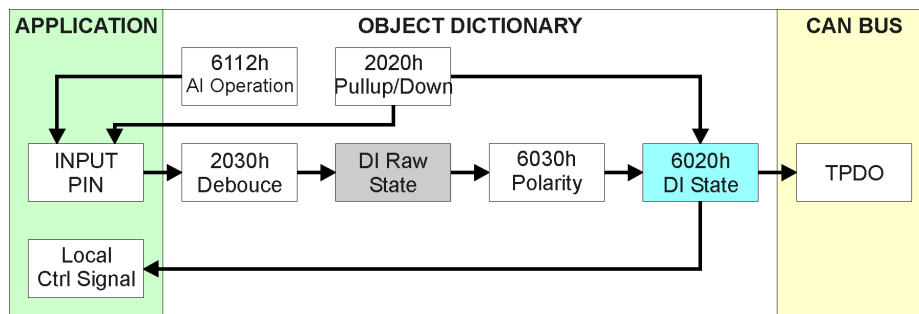 APPLICATION
OBJECT DICTIONARY
CAN BUS
6112h
AI Operation
2020h
Pullup/Down
INPUT
PIN
2030h
Debouce
DI Raw
State
6030h
Polarity
6020h
DI State
TPDO
Local
Ctrl Signal